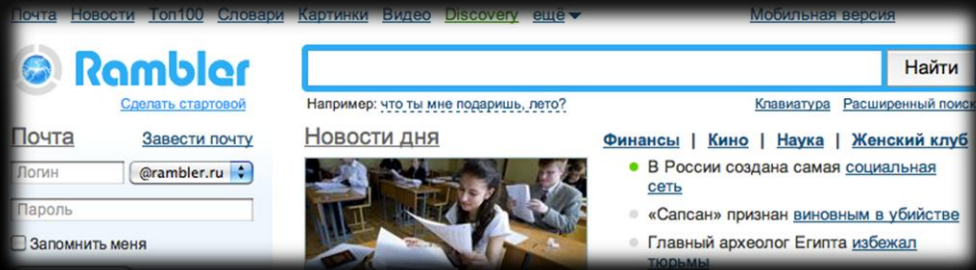 Почта Новости Топ100 Словари Картинки Видео Discovery ещё Мобильная версия
Rambler
Найти
Сделать стартовой
Например: что ты мне подаришь, лето?
Клавиатура Расширенный поиск
Почта Завести почту
Логин @rambler.ru
Пароль
Запомнить меня
Новости дня
Финансы | Кино | Наука | Женский клуб
В России создана самая социальная
сеть
«Сапсан» признан виновным в убийстве
Главный археолог Египта избежал
тюрьмы